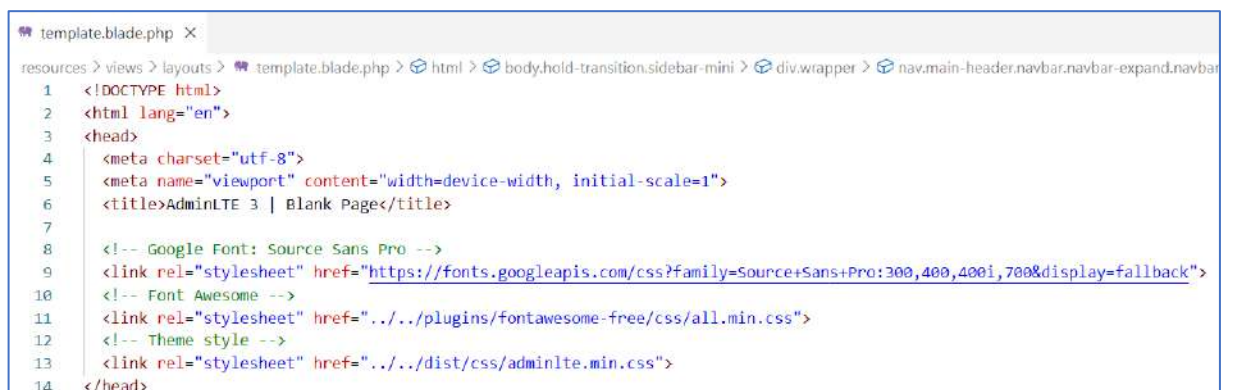 template.blade.php ×
resources > views > layouts > template.blade.php > html > body.hold-transition.sidebar-mini > div.wrapper > nav.main-header.navbar.navbar-expand.navbar
1 <!DOCTYPE html>
2 <html lang="en">
3 <head>
4 <meta charset="utf-8">
5 <meta name="viewport" content="width=device-width, initial-scale=1">
6 <title>AdminLTE 3 | Blank Page</title>
7
8 <!-- Google Font: Source Sans Pro -->
9 <link rel="stylesheet" href="https://fonts.googleapis.com/css?family=Source+Sans+Pro:300,400,400i,700&display=fallback">
10 <!-- Font Awesome -->
11 <link rel="stylesheet" href="../../plugins/fontawesome-free/css/all.min.css">
12 <!-- Theme style -->
13 <link rel="stylesheet" href="../../dist/css/adminlte.min.css">
14 </head>